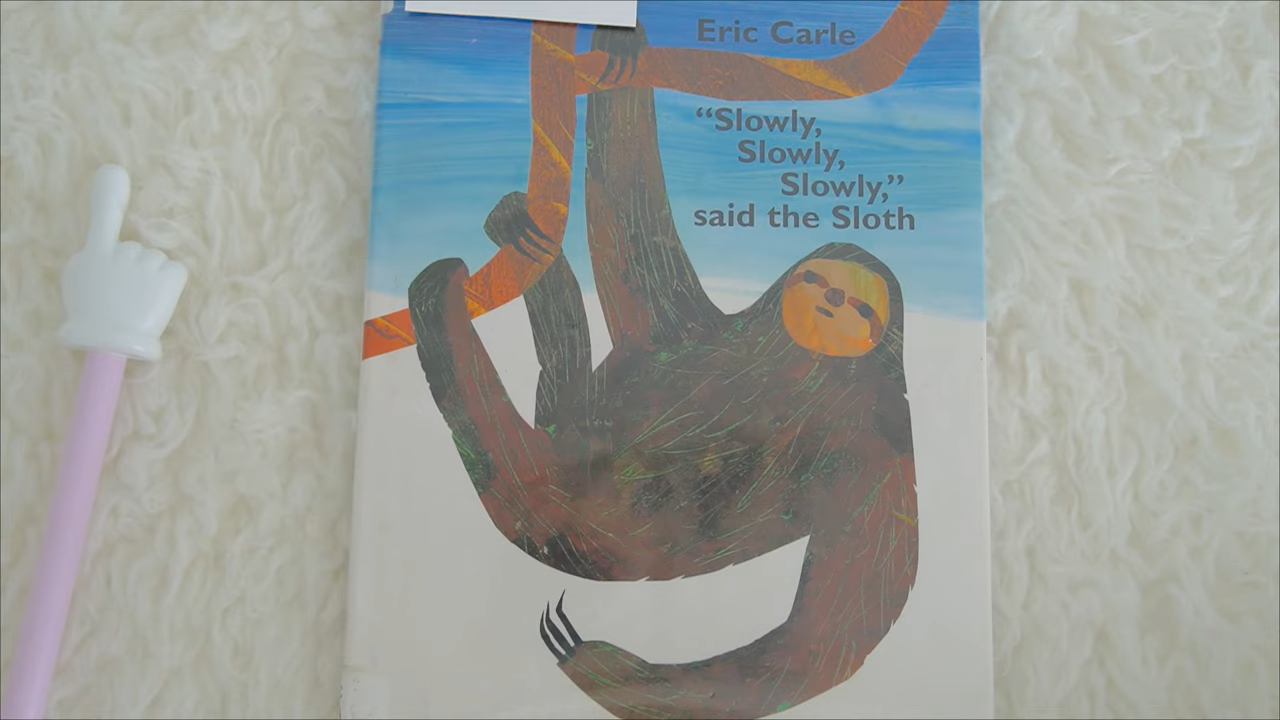 Eric Carle
“Slowly,
Slowly,
Slowly,”
said the Sloth